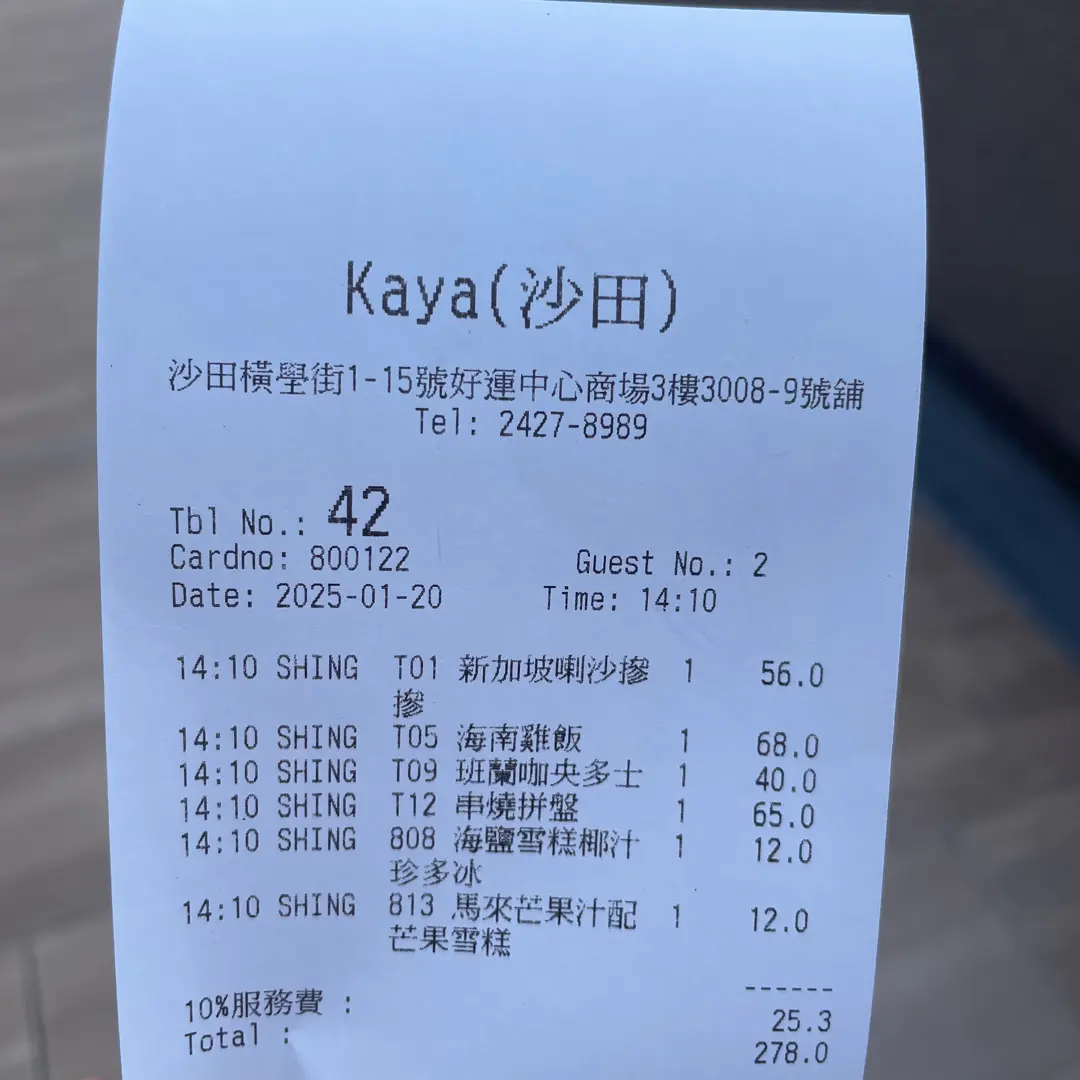 Kaya(沙田)
沙田橫壆街1-15號好運中心商場3樓3008-9號舖
Tel: 2427-8989
Tbl No.: 42
Cardno: 800122 Guest No.: 2
Date: 2025-01-20 Time: 14:10
14:10 SHING T01 新加坡喇沙摻 1 56.0
摻
14:10 SHING T05 海南雞飯 1 68.0
14:10 SHING T09 班蘭咖央多士 1 40.0
14:10 SHING T12 串燒拼盤 1 65.0
14:10 SHING 808 海鹽雪糕椰汁 1 12.0
珍多冰
14:10 SHING 813 馬來芒果汁配 1 12.0
芒果雪糕
------
10%服務費 : 25.3
Total : 278.0